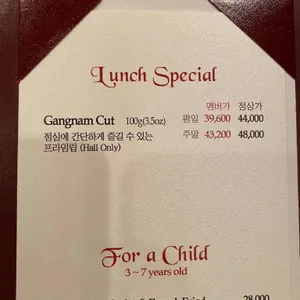 Lunch Special
멤버가 정상가
Gangnam Cut 100g(3.5oz) 평일 39,600 44,000
점심에 간단하게 즐길 수 있는 주말 43,200 48,000
프라임립 (Hall Only)
For a Child
3 ~ 7 years old
28,000